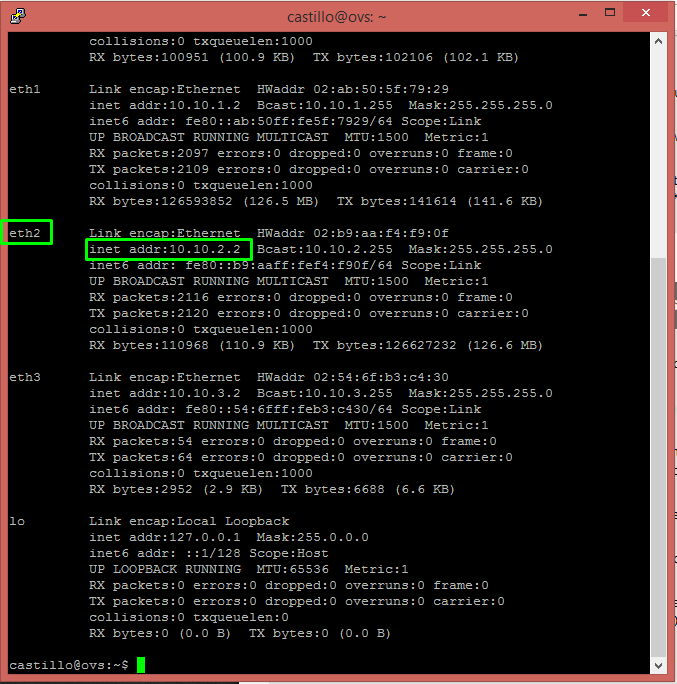 castillo@ovs: ~
collisions:0 txqueuelen:1000
RX bytes:100951 (100.9 KB)  TX bytes:102106 (102.1 KB)
eth1      Link encap:Ethernet  HWaddr 02:ab:50:5f:79:29
inet addr:10.10.1.2  Bcast:10.10.1.255  Mask:255.255.255.0
inet6 addr: fe80::ab:50ff:fe5f:7929/64 Scope:Link
UP BROADCAST RUNNING MULTICAST  MTU:1500  Metric:1
RX packets:2097 errors:0 dropped:0 overruns:0 frame:0
TX packets:2109 errors:0 dropped:0 overruns:0 carrier:0
collisions:0 txqueuelen:1000
RX bytes:126593852 (126.5 MB)  TX bytes:141614 (141.6 KB)
eth2      Link encap:Ethernet  HWaddr 02:b9:aa:f4:f9:0f
inet addr:10.10.2.2  Bcast:10.10.2.255  Mask:255.255.255.0
inet6 addr: fe80::b9:aaff:fef4:f90f/64 Scope:Link
UP BROADCAST RUNNING MULTICAST  MTU:1500  Metric:1
RX packets:2116 errors:0 dropped:0 overruns:0 frame:0
TX packets:2120 errors:0 dropped:0 overruns:0 carrier:0
collisions:0 txqueuelen:1000
RX bytes:110968 (110.9 KB)  TX bytes:126627232 (126.6 MB)
eth3      Link encap:Ethernet  HWaddr 02:54:6f:b3:c4:30
inet addr:10.10.3.2  Bcast:10.10.3.255  Mask:255.255.255.0
inet6 addr: fe80::54:6fff:feb3:c430/64 Scope:Link
UP BROADCAST RUNNING MULTICAST  MTU:1500  Metric:1
RX packets:54 errors:0 dropped:0 overruns:0 frame:0
TX packets:64 errors:0 dropped:0 overruns:0 carrier:0
collisions:0 txqueuelen:1000
RX bytes:2952 (2.9 KB)  TX bytes:6688 (6.6 KB)
lo        Link encap:Local Loopback
inet addr:127.0.0.1  Mask:255.0.0.0
inet6 addr: ::1/128 Scope:Host
UP LOOPBACK RUNNING  MTU:65536  Metric:1
RX packets:0 errors:0 dropped:0 overruns:0 frame:0
TX packets:0 errors:0 dropped:0 overruns:0 carrier:0
collisions:0 txqueuelen:0
RX bytes:0 (0.0 B)  TX bytes:0 (0.0 B)
castillo@ovs:~$